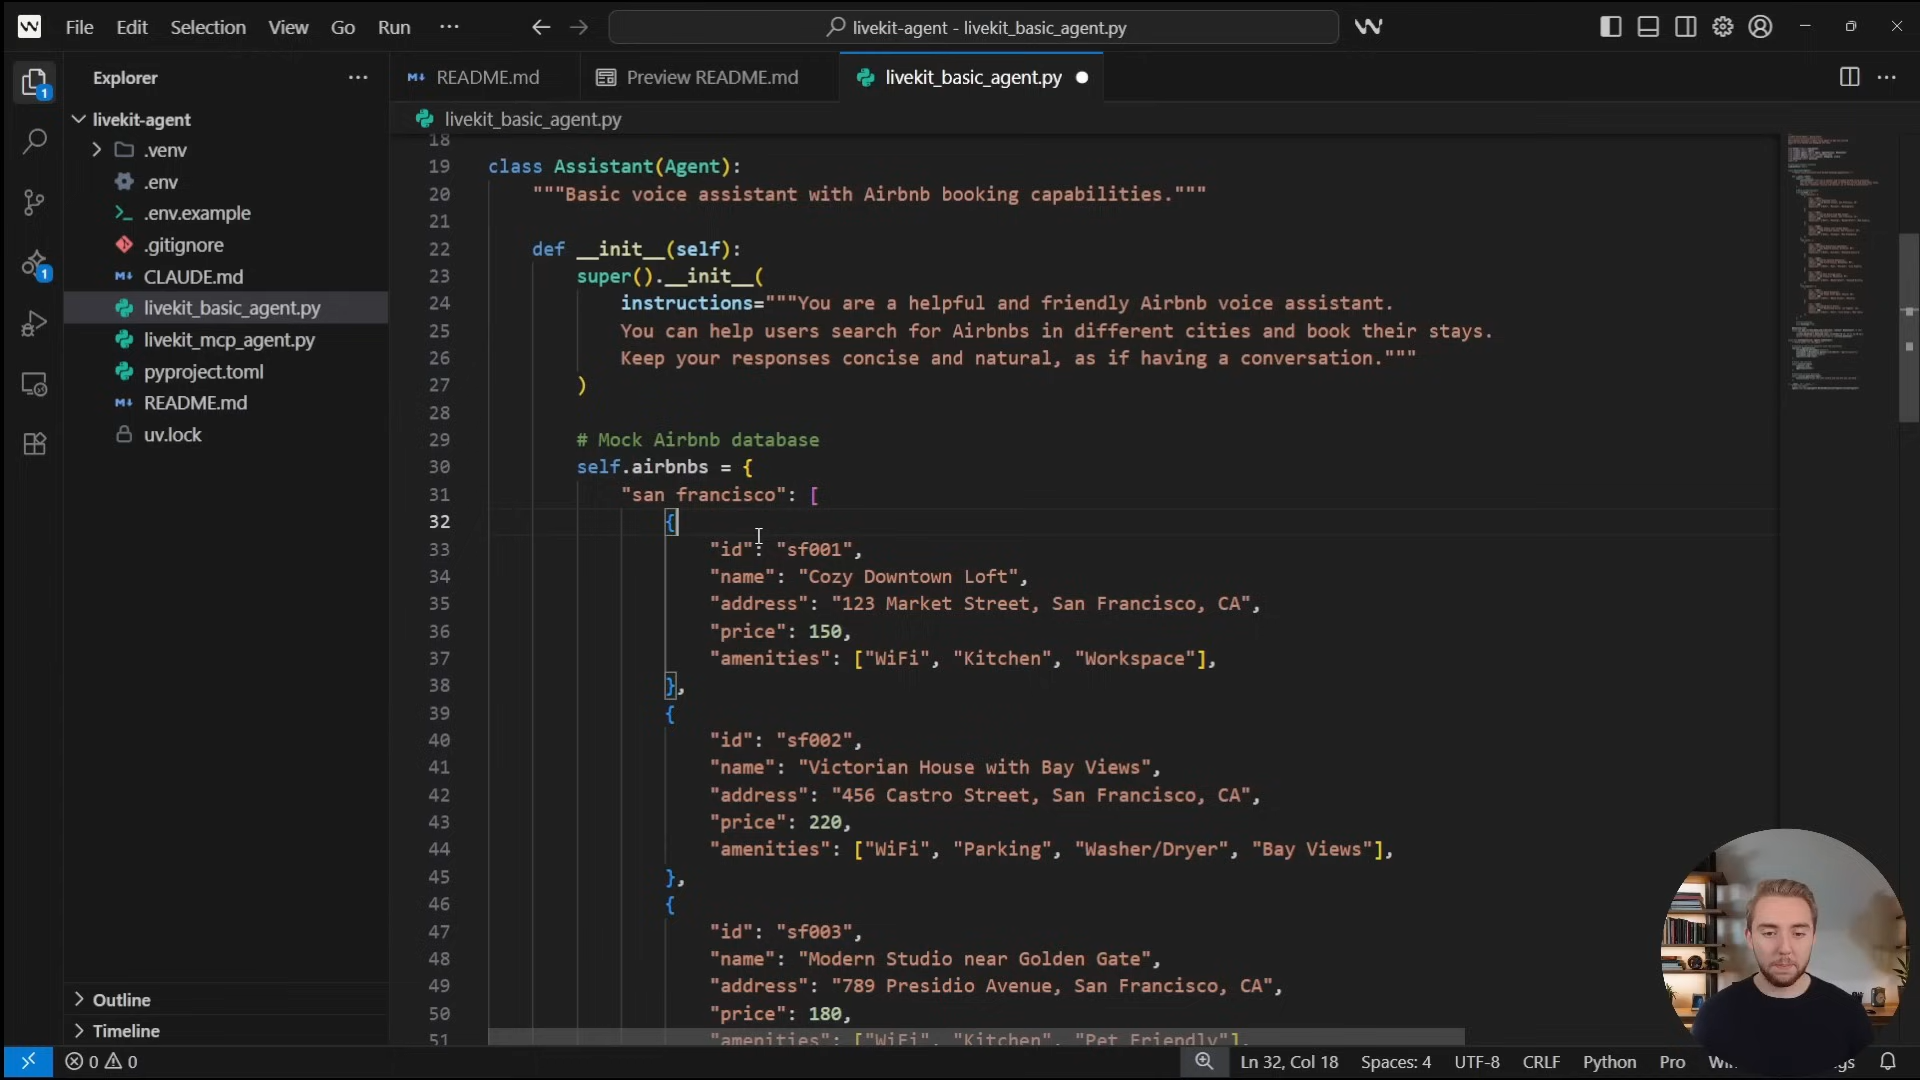 File Edit Selection View Go Run ···
livekit-agent - livekit_basic_agent.py
Explorer
livekit-agent
.venv
.env
.env.example
.gitignore
CLAUDE.md
livekit_basic_agent.py
livekit_mcp_agent.py
pyproject.toml
README.md
uv.lock
Outline
Timeline
README.md Preview README.md livekit_basic_agent.py
livekit_basic_agent.py
18
19 class Assistant(Agent):
20 """Basic voice assistant with Airbnb booking capabilities."""
21
22 def __init__(self):
23 super().__init__(
24 instructions="""You are a helpful and friendly Airbnb voice assistant.
25 You can help users search for Airbnbs in different cities and book their stays.
26 Keep your responses concise and natural, as if having a conversation."""
27 )
28
29 # Mock Airbnb database
30 self.airbnbs = {
31 "san francisco": [
32 {
33 "id": "sf001",
34 "name": "Cozy Downtown Loft",
35 "address": "123 Market Street, San Francisco, CA",
36 "price": 150,
37 "amenities": ["WiFi", "Kitchen", "Workspace"],
38 },
39 {
40 "id": "sf002",
41 "name": "Victorian House with Bay Views",
42 "address": "456 Castro Street, San Francisco, CA",
43 "price": 220,
44 "amenities": ["WiFi", "Parking", "Washer/Dryer", "Bay Views"],
45 },
46 {
47 "id": "sf003",
48 "name": "Modern Studio near Golden Gate",
49 "address": "789 Presidio Avenue, San Francisco, CA",
50 "price": 180,
51 "amenities": ["WiFi", "Kitchen", "Pet Friendly"],
0 0 Ln 32, Col 18 Spaces: 4 UTF-8 CRLF Python Pro